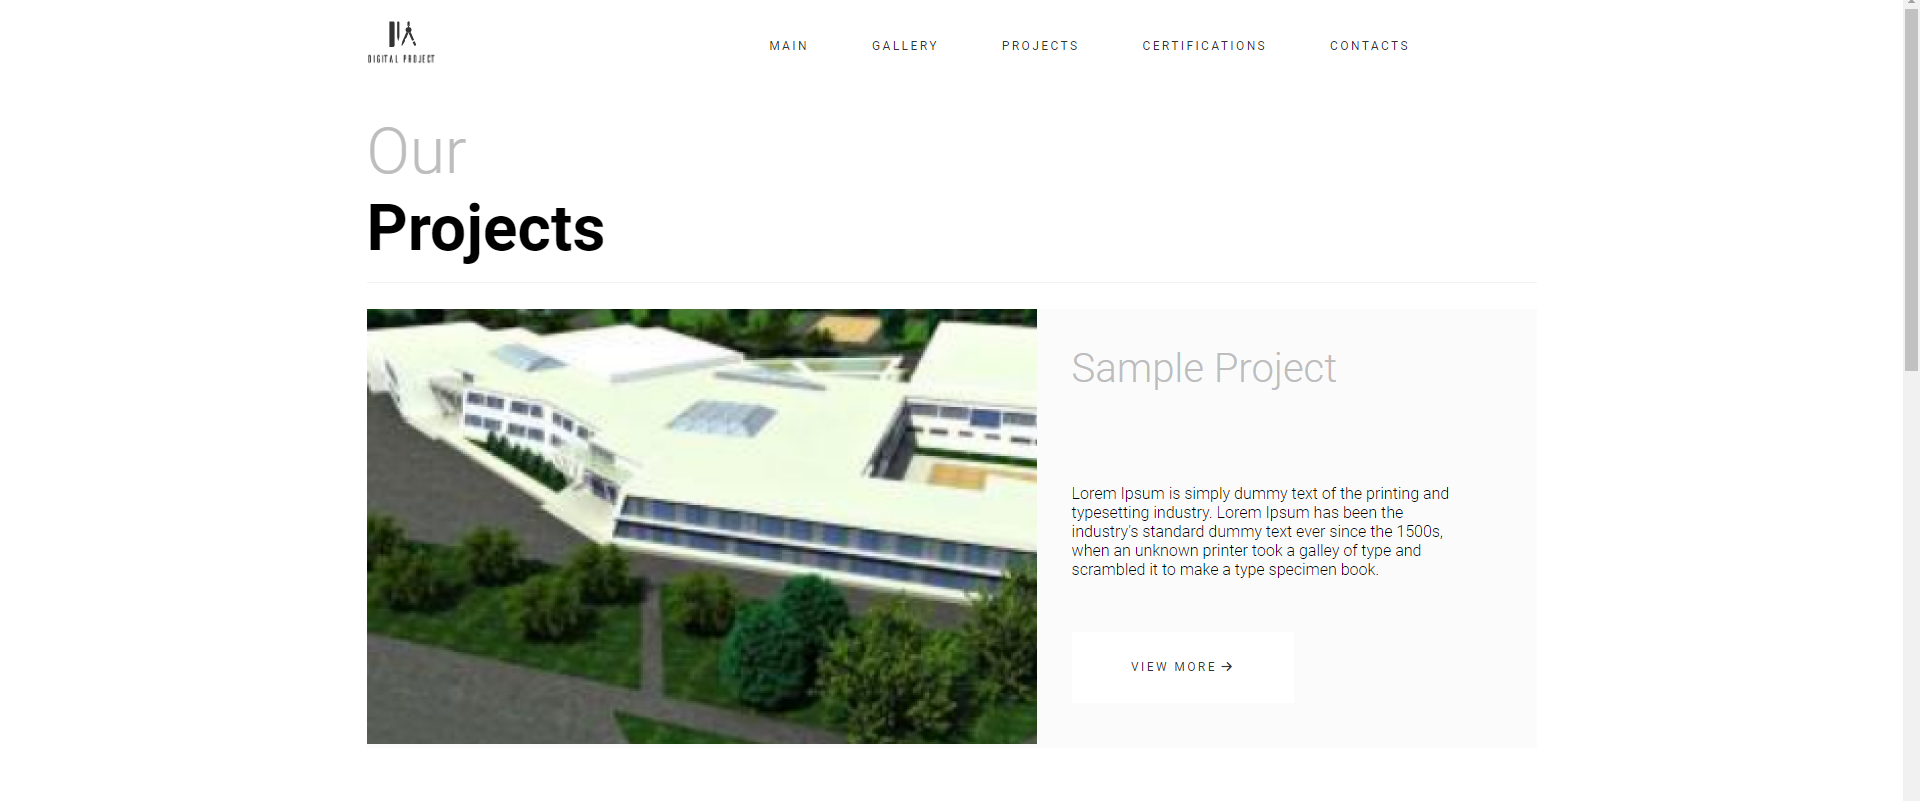 DIGITAL PROJECT
MAIN
GALLERY
PROJECTS
CERTIFICATIONS
CONTACTS
Our
Projects
Sample Project
Lorem Ipsum is simply dummy text of the printing and
typesetting industry. Lorem Ipsum has been the
industry's standard dummy text ever since the 1500s,
when an unknown printer took a galley of type and
scrambled it to make a type specimen book.
VIEW MORE →